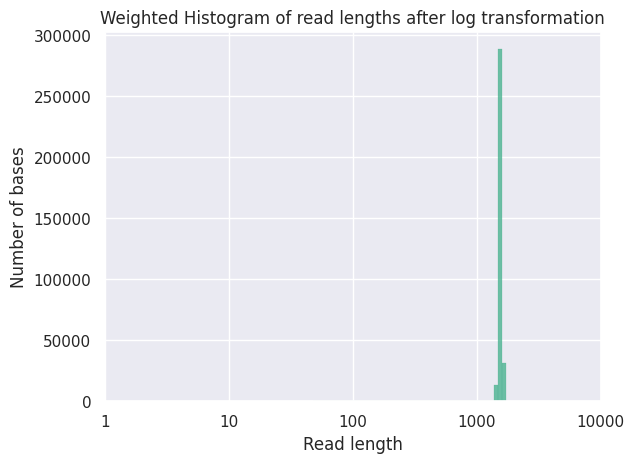 Weighted Histogram of read lengths after log transformation
300000
250000
200000
150000
100000
50000
0
Number of bases
1 10 100 1000 10000
Read length